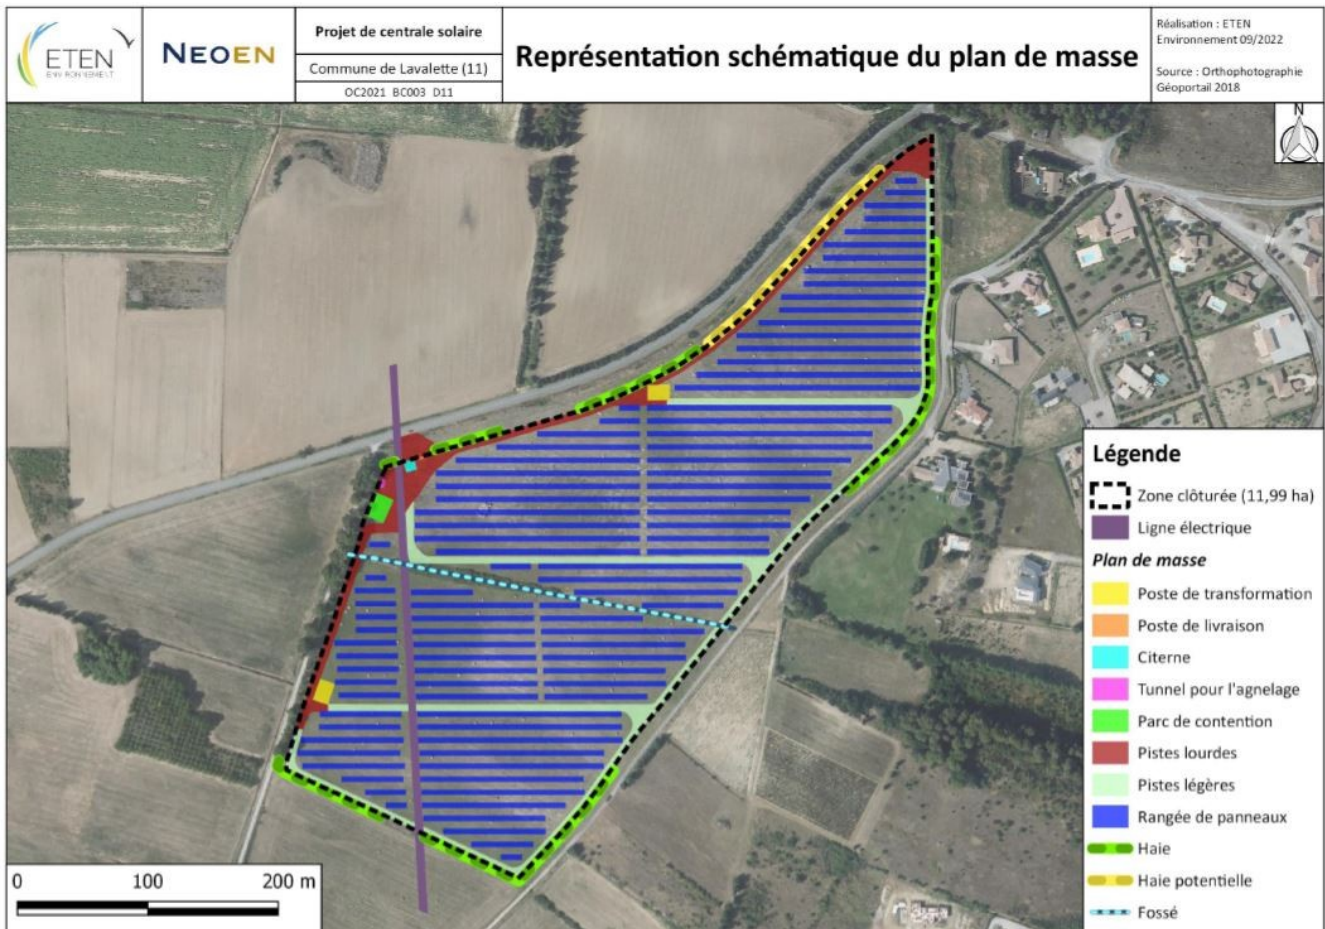 ETEN
ENVIRONNEMENT
NEOEN
Projet de centrale solaire
Commune de Lavalette (11)
OC2021_BC003_D11
Représentation schématique du plan de masse
Réalisation : ETEN
Environnement 09/2022
Source : Orthophotographie
Géoportail 2018
N
Légende
Zone clôturée (11,99 ha)
Ligne électrique
Plan de masse
Poste de transformation
Poste de livraison
Citerne
Tunnel pour l'agnelage
Parc de contention
Pistes lourdes
Pistes légères
Rangée de panneaux
Haie
Haie potentielle
Fossé
0 100 200 m